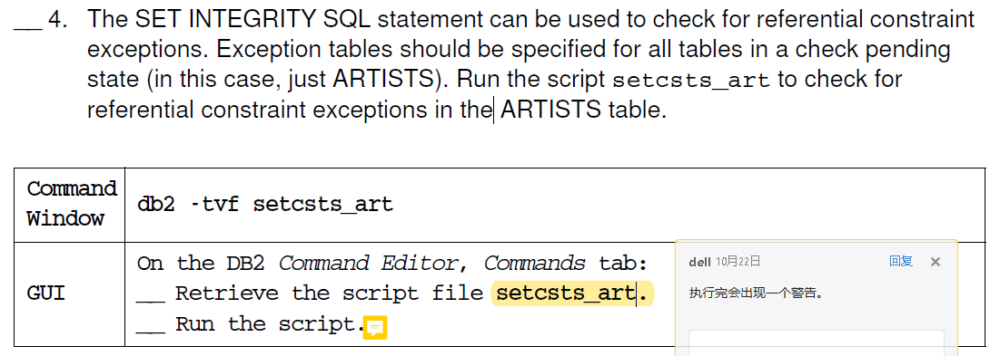 __ 4. The SET INTEGRITY SQL statement can be used to check for referential constraint
exceptions. Exception tables should be specified for all tables in a check pending
state (in this case, just ARTISTS). Run the script setcsts_art to check for
referential constraint exceptions in the ARTISTS table.
Command
Window
db2 -tvf setcsts_art
GUI
On the DB2 Command Editor, Commands tab:
__ Retrieve the script file setcsts_art.
__ Run the script.
dell 10月22日 回复 ×
执行完会出现一个警告。